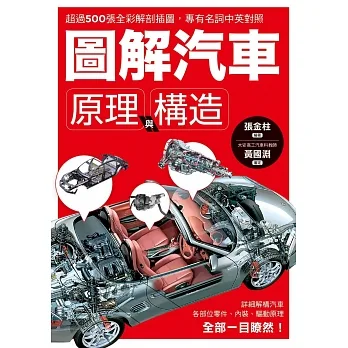 超過500張全彩解剖插圖，專有名詞中英對照
圖解汽車
原理與構造
張金柱
編著
大安高工汽車科教師
黃國淵
審定
詳細解構汽車
各部位零件、內裝、驅動原理
全部一目瞭然！